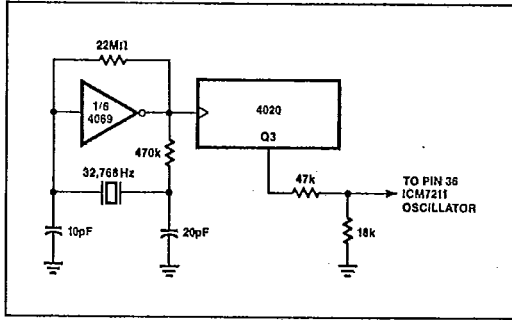 22MΩ
1/6
4069
4020
Q3
470k
32,768Hz
47k
TO PIN 36
ICM7211
OSCILLATOR
10pF
20pF
18k